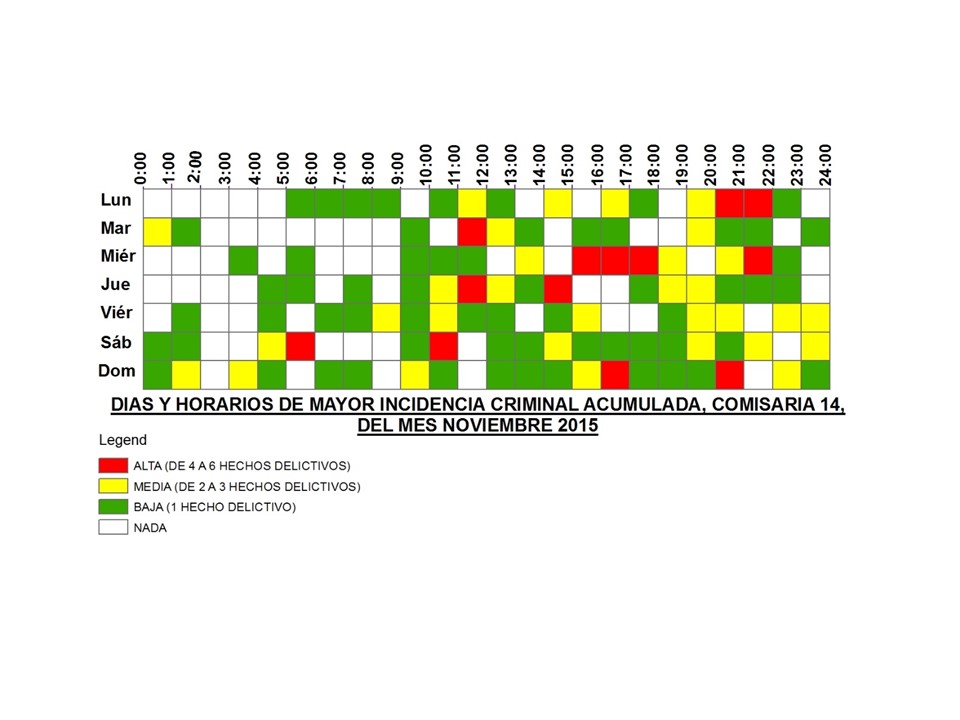 0:00 1:00 2:00 3:00 4:00 5:00 6:00 7:00 8:00 9:00 10:00 11:00 12:00 13:00 14:00 15:00 16:00 17:00 18:00 19:00 20:00 21:00 22:00 23:00 24:00
Lun
Mar
Miér
Jue
Viér
Sáb
Dom
DIAS Y HORARIOS DE MAYOR INCIDENCIA CRIMINAL ACUMULADA, COMISARIA 14,
DEL MES NOVIEMBRE 2015
Legend
ALTA (DE 4 A 6 HECHOS DELICTIVOS)
MEDIA (DE 2 A 3 HECHOS DELICTIVOS)
BAJA (1 HECHO DELICTIVO)
NADA